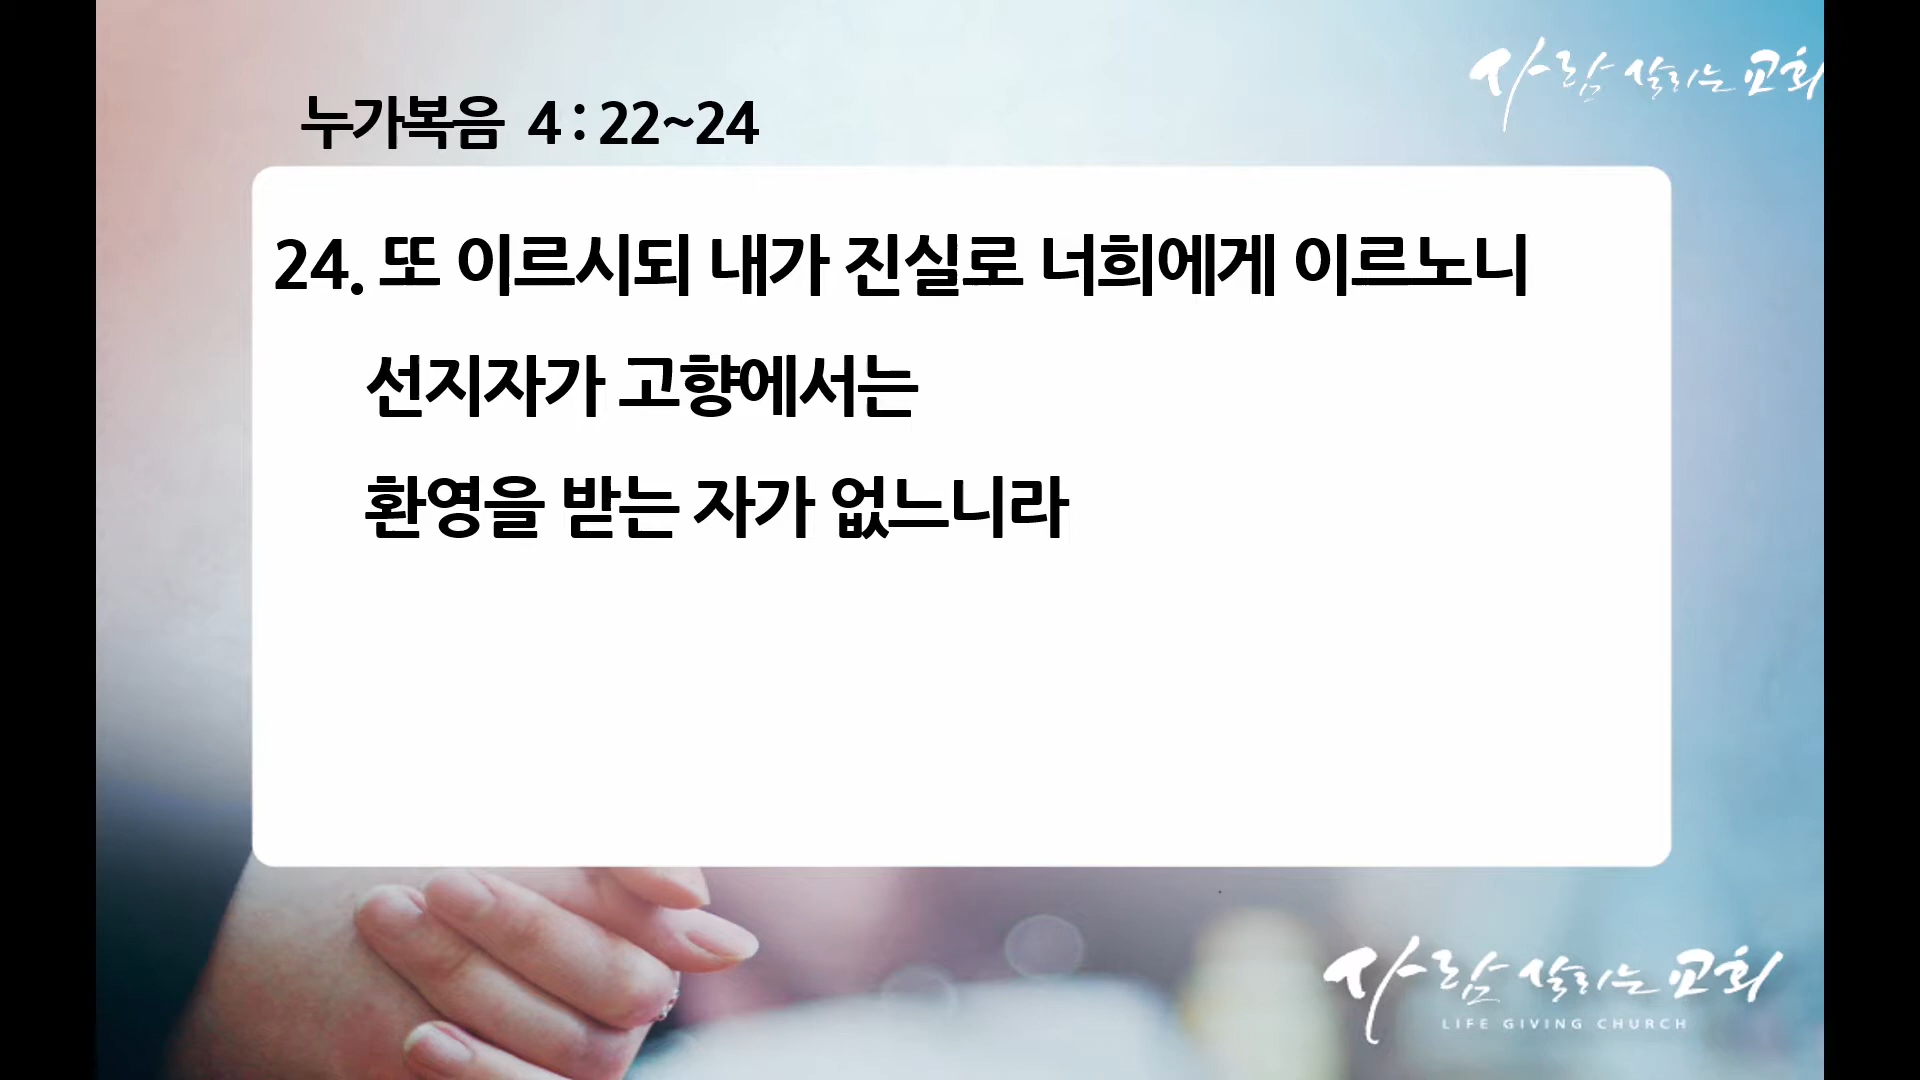 사람 살리는 교회
누가복음 4 : 22~24
24. 또 이르시되 내가 진실로 너희에게 이르노니
선지자가 고향에서는
환영을 받는 자가 없느니라
사람 살리는 교회
LIFE GIVING CHURCH